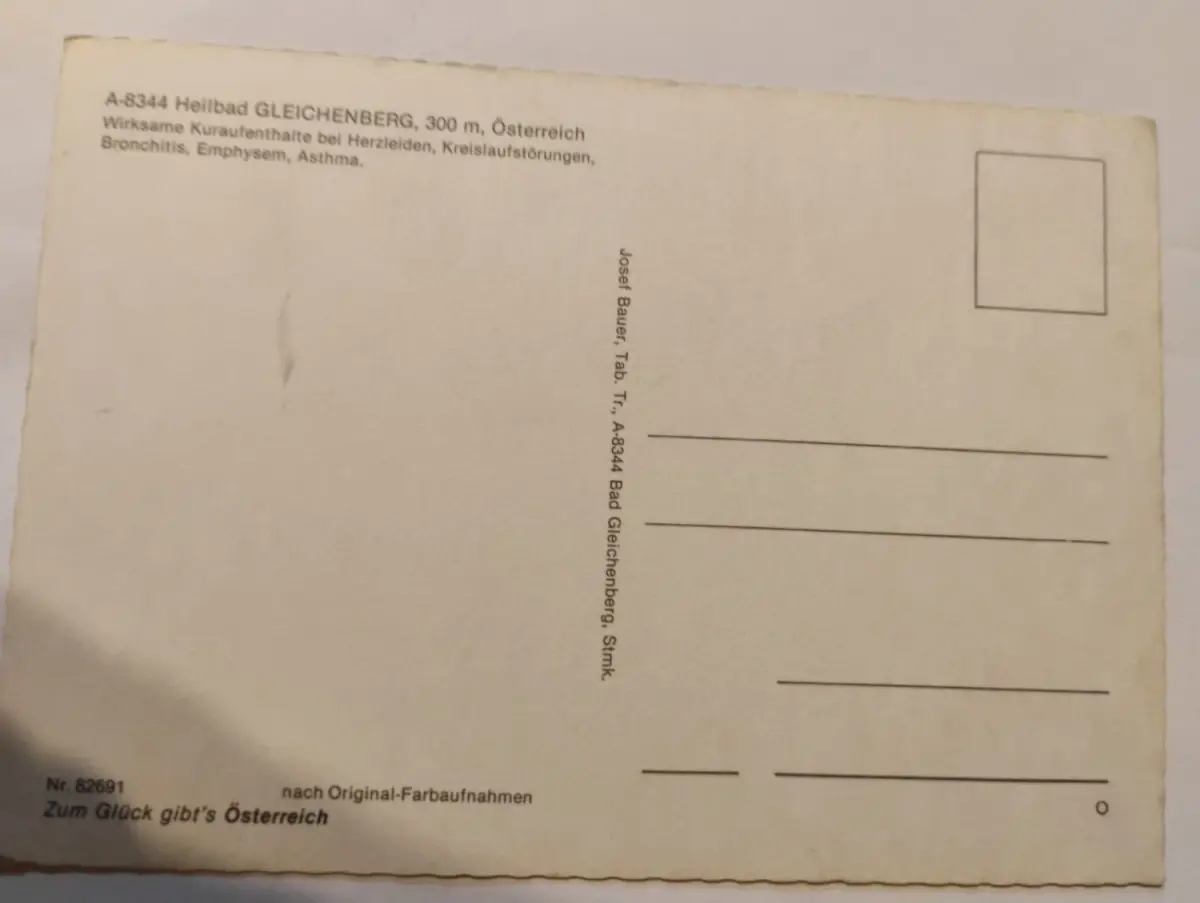 A-8344 Heilbad GLEICHENBERG, 300 m, Österreich
Wirksame Kuraufenthalte bei Herzleiden, Kreislaufstörungen,
Bronchitis, Emphysem, Asthma.
Josef Bauer, Tab. Tr., A-8344 Bad Gleichenberg, Stmk.
Nr. 82691
nach Original-Farbaufnahmen
Zum Glück gibt's Österreich
O